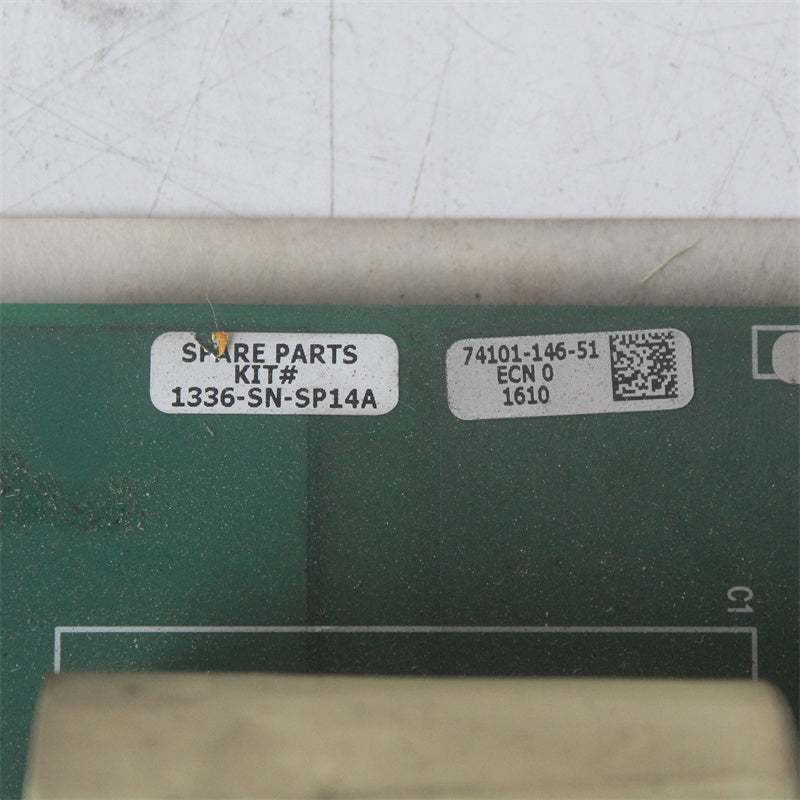 SPARE PARTS
KIT#
1336-SN-SP14A
74101-146-51
ECN 0
1610
C1